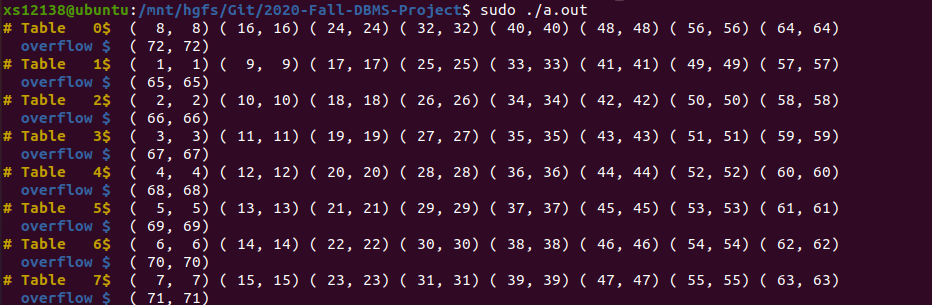 xs12138@ubuntu:/mnt/hgfs/Git/2020-Fall-DBMS-Project$ sudo ./a.out
# Table   0$  (  8,  8) ( 16, 16) ( 24, 24) ( 32, 32) ( 40, 40) ( 48, 48) ( 56, 56) ( 64, 64)
  overflow $  ( 72, 72)
# Table   1$  (  1,  1) (  9,  9) ( 17, 17) ( 25, 25) ( 33, 33) ( 41, 41) ( 49, 49) ( 57, 57)
  overflow $  ( 65, 65)
# Table   2$  (  2,  2) ( 10, 10) ( 18, 18) ( 26, 26) ( 34, 34) ( 42, 42) ( 50, 50) ( 58, 58)
  overflow $  ( 66, 66)
# Table   3$  (  3,  3) ( 11, 11) ( 19, 19) ( 27, 27) ( 35, 35) ( 43, 43) ( 51, 51) ( 59, 59)
  overflow $  ( 67, 67)
# Table   4$  (  4,  4) ( 12, 12) ( 20, 20) ( 28, 28) ( 36, 36) ( 44, 44) ( 52, 52) ( 60, 60)
  overflow $  ( 68, 68)
# Table   5$  (  5,  5) ( 13, 13) ( 21, 21) ( 29, 29) ( 37, 37) ( 45, 45) ( 53, 53) ( 61, 61)
  overflow $  ( 69, 69)
# Table   6$  (  6,  6) ( 14, 14) ( 22, 22) ( 30, 30) ( 38, 38) ( 46, 46) ( 54, 54) ( 62, 62)
  overflow $  ( 70, 70)
# Table   7$  (  7,  7) ( 15, 15) ( 23, 23) ( 31, 31) ( 39, 39) ( 47, 47) ( 55, 55) ( 63, 63)
  overflow $  ( 71, 71)